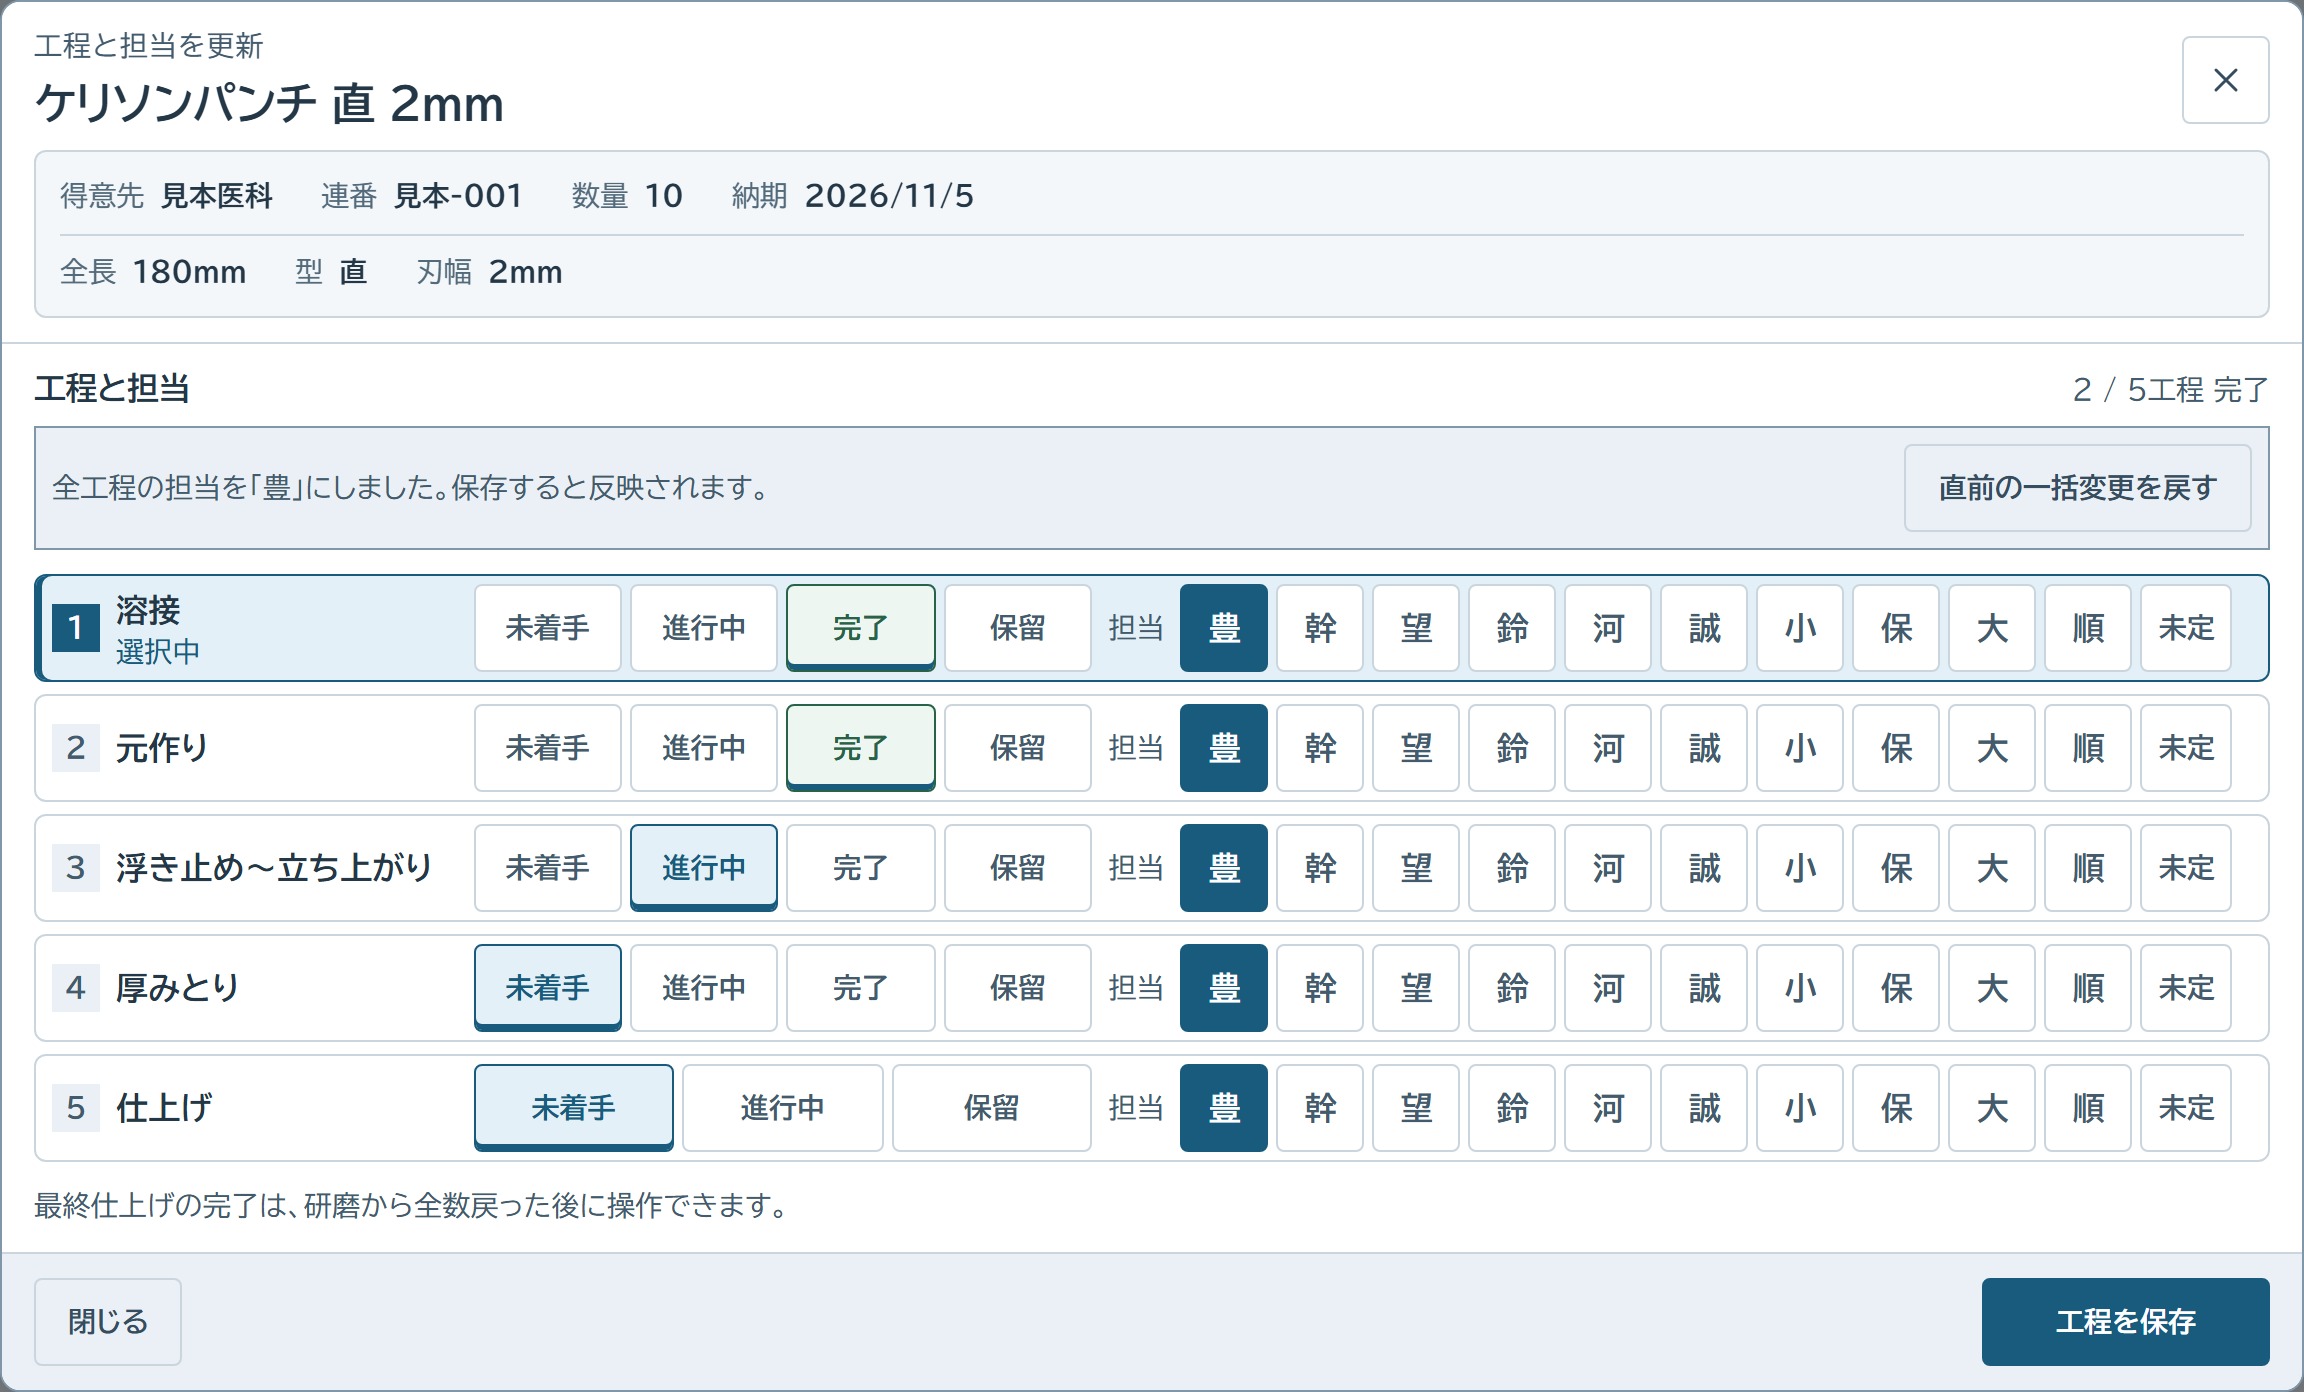 工程と担当を更新
ケリソンパンチ 直 2mm
×
得意先 見本医科 連番 見本-001 数量 10 納期 2026/11/5
全長 180mm 型 直 刃幅 2mm
工程と担当 2 / 5工程 完了
全工程の担当を「豊」にしました。保存すると反映されます。 直前の一括変更を戻す
1 溶接 未着手 進行中 完了 保留 担当 豊 幹 望 鈴 河 誠 小 保 大 順 未定
選択中
2 元作り 未着手 進行中 完了 保留 担当 豊 幹 望 鈴 河 誠 小 保 大 順 未定
3 浮き止め～立ち上がり 未着手 進行中 完了 保留 担当 豊 幹 望 鈴 河 誠 小 保 大 順 未定
4 厚みとり 未着手 進行中 完了 保留 担当 豊 幹 望 鈴 河 誠 小 保 大 順 未定
5 仕上げ 未着手 進行中 保留 担当 豊 幹 望 鈴 河 誠 小 保 大 順 未定
最終仕上げの完了は、研磨から全数戻った後に操作できます。
閉じる 工程を保存